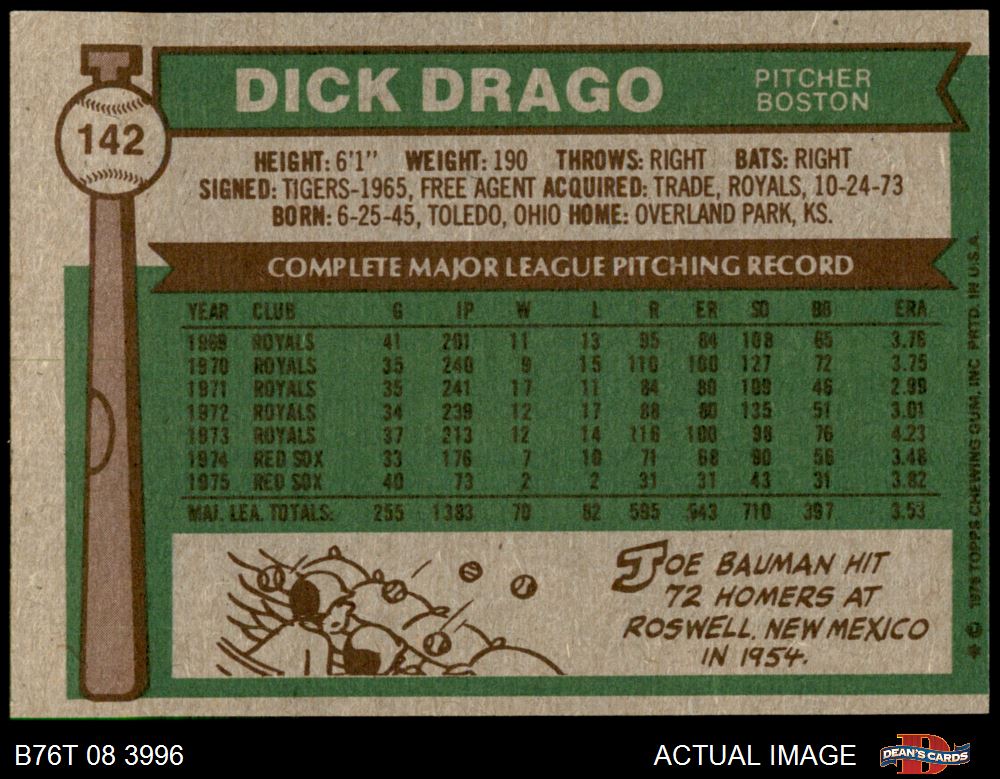 DICK DRAGO
PITCHER
BOSTON
142
HEIGHT: 6'1" WEIGHT: 190 THROWS: RIGHT BATS: RIGHT
SIGNED: TIGERS-1965, FREE AGENT ACQUIRED: TRADE, ROYALS, 10-24-73
BORN: 6-25-45, TOLEDO, OHIO HOME: OVERLAND PARK, KS.
COMPLETE MAJOR LEAGUE PITCHING RECORD
YEAR CLUB G IP W L R ER SO BB ERA
1969 ROYALS 41 201 11 13 95 84 108 65 3.76
1970 ROYALS 35 240 9 15 110 100 127 72 3.75
1971 ROYALS 35 241 17 11 84 80 109 46 2.99
1972 ROYALS 34 239 12 17 88 80 135 51 3.01
1973 ROYALS 37 213 12 14 116 100 98 76 4.23
1974 RED SOX 33 176 7 10 71 68 90 56 3.48
1975 RED SOX 40 73 2 2 31 31 43 31 3.82
MAJ. LEA. TOTALS: 255 1383 70 82 595 543 710 397 3.53
JOE BAUMAN HIT
72 HOMERS AT
ROSWELL, NEW MEXICO
IN 1954.
* © 1976 TOPPS CHEWING GUM, INC PRTD. IN U.S.A.
B76T 08 3996
ACTUAL IMAGE
DEAN'S CARDS